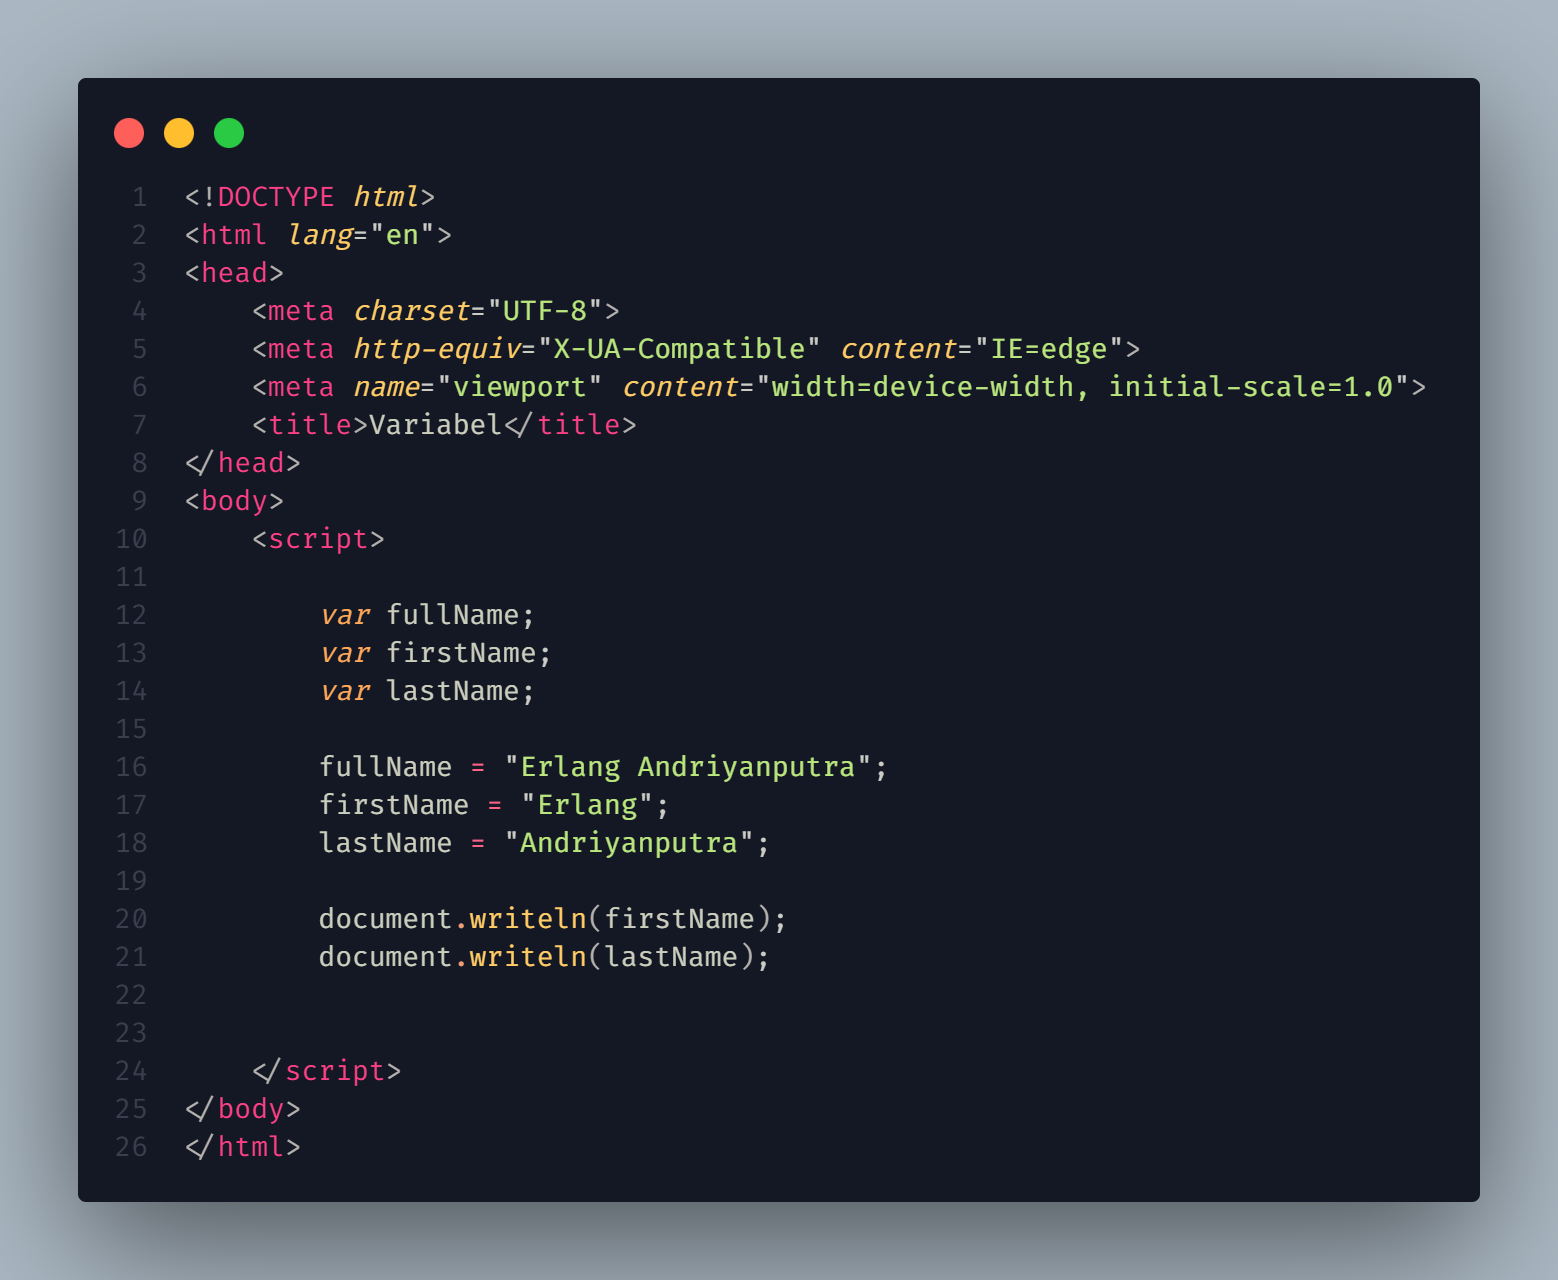 1 <!DOCTYPE html>
2 <html lang="en">
3 <head>
4     <meta charset="UTF-8">
5     <meta http-equiv="X-UA-Compatible" content="IE=edge">
6     <meta name="viewport" content="width=device-width, initial-scale=1.0">
7     <title>Variabel</title>
8 </head>
9 <body>
10     <script>
11
12         var fullName;
13         var firstName;
14         var lastName;
15
16         fullName = "Erlang Andriyanputra";
17         firstName = "Erlang";
18         lastName = "Andriyanputra";
19
20         document.writeln(firstName);
21         document.writeln(lastName);
22
23
24     </script>
25 </body>
26 </html>